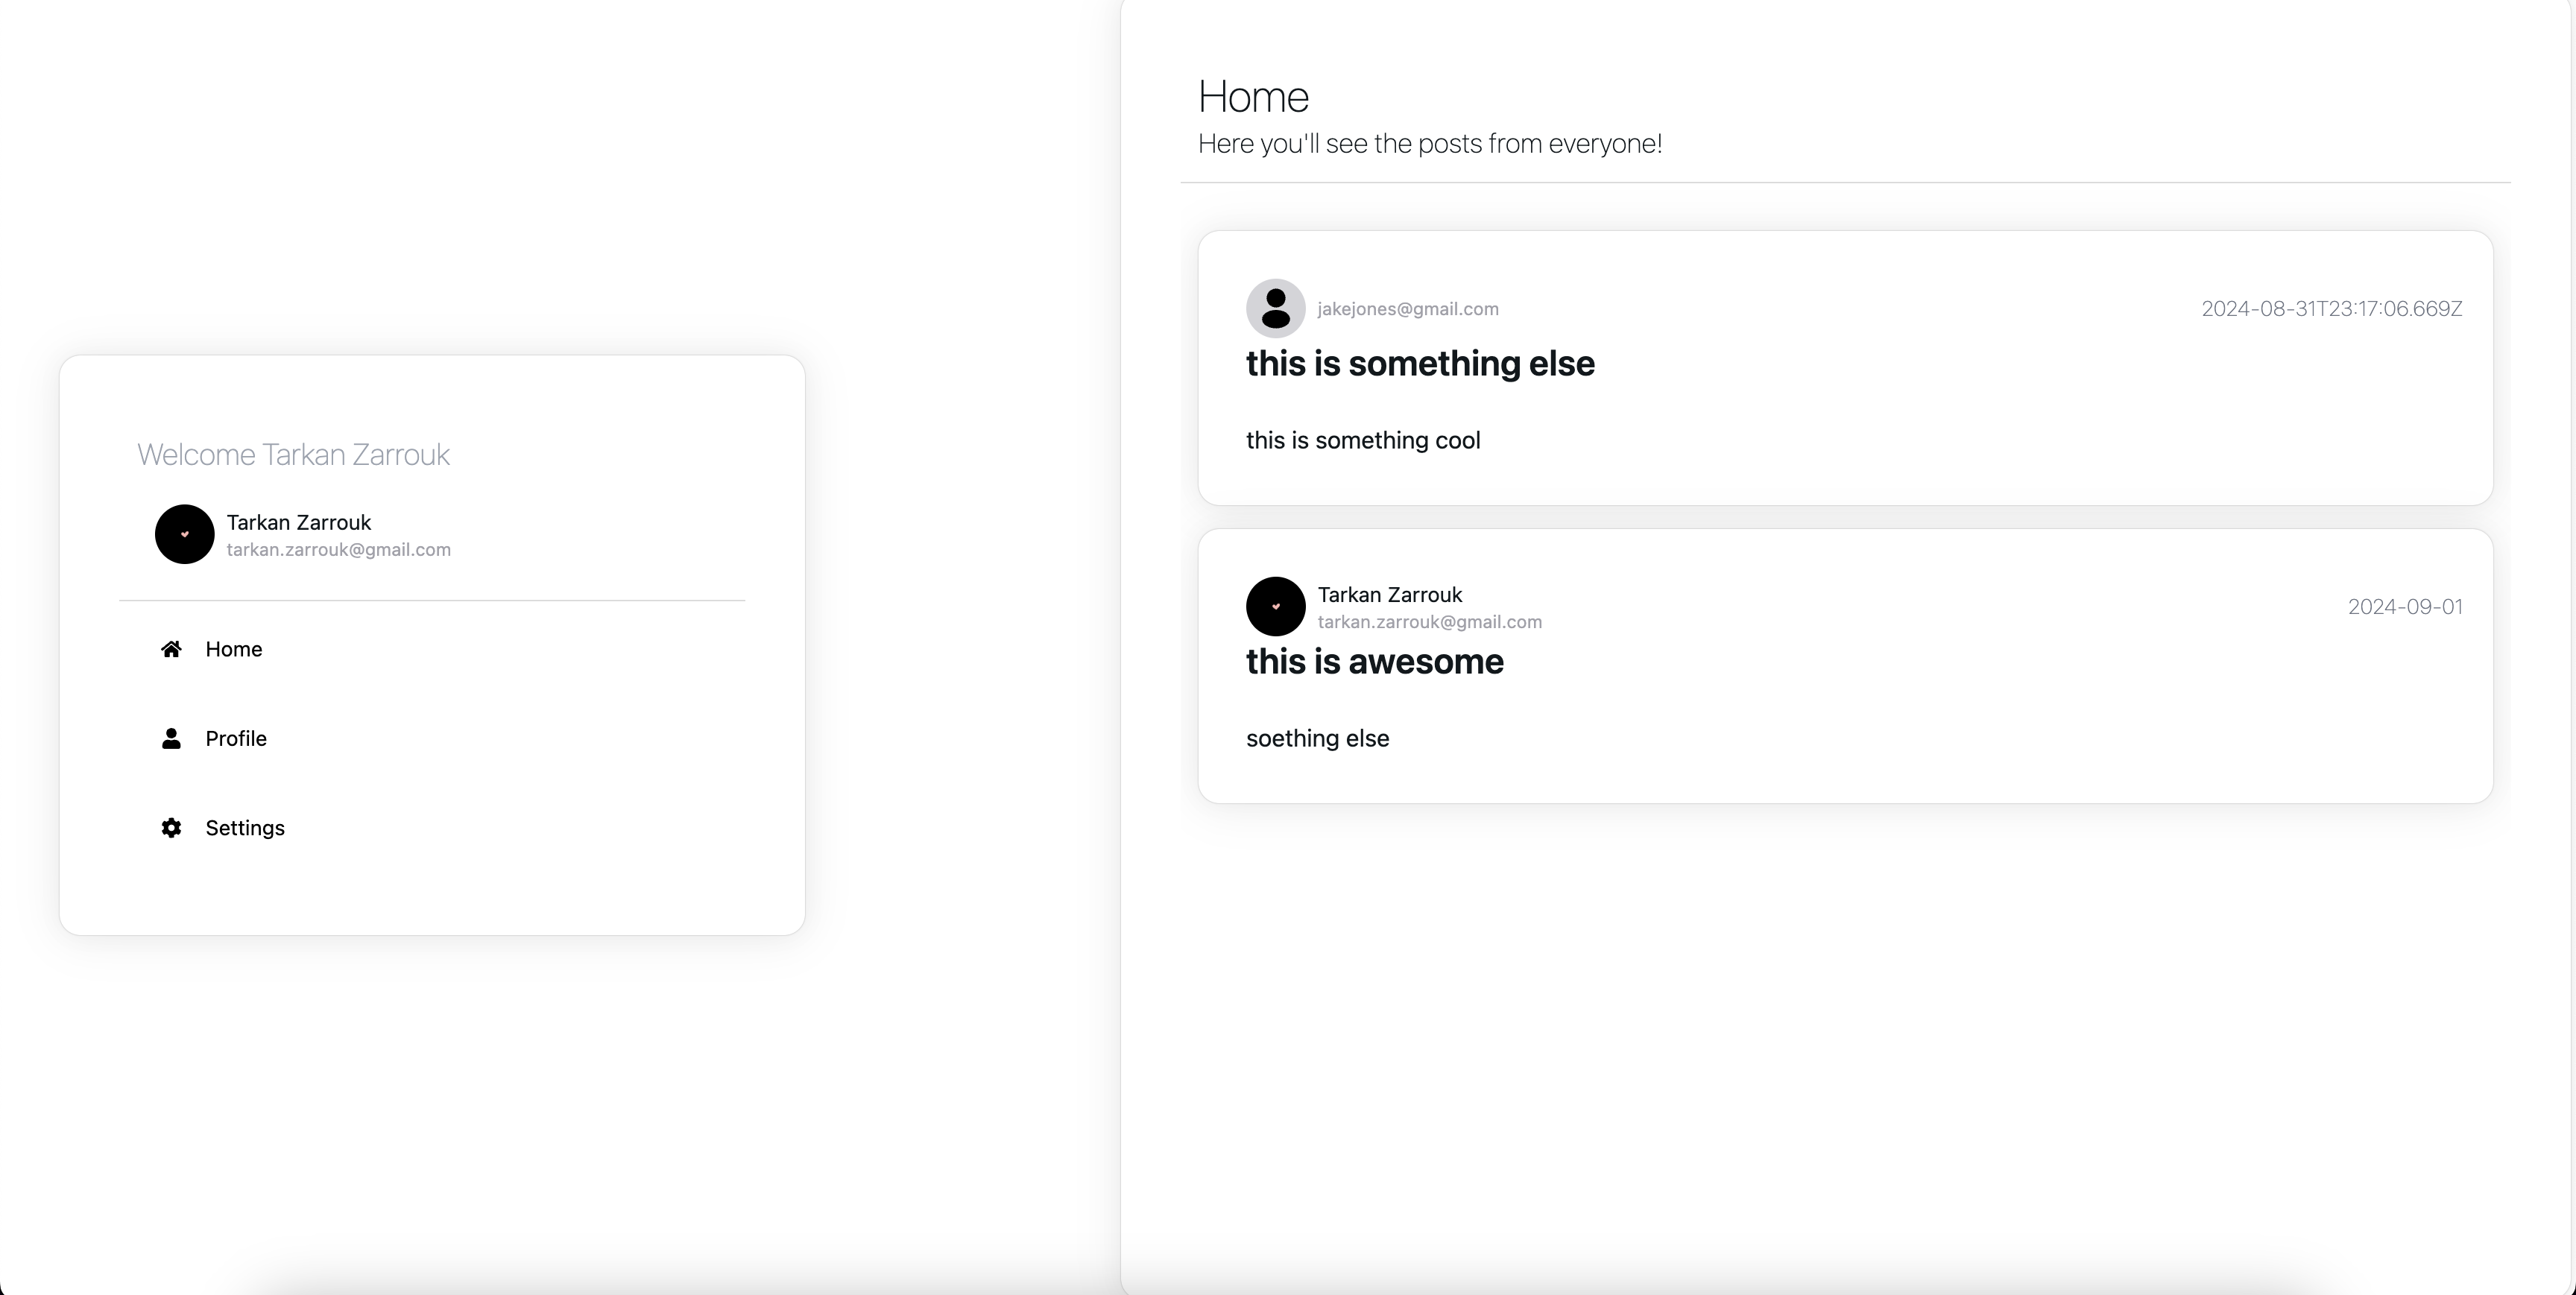 Welcome Tarkan Zarrouk
Tarkan Zarrouk
tarkan.zarrouk@gmail.com
Home
Profile
Settings
Home
Here you'll see the posts from everyone!
jakejones@gmail.com
2024-08-31T23:17:06.669Z
this is something else
this is something cool
Tarkan Zarrouk
tarkan.zarrouk@gmail.com
2024-09-01
this is awesome
soething else